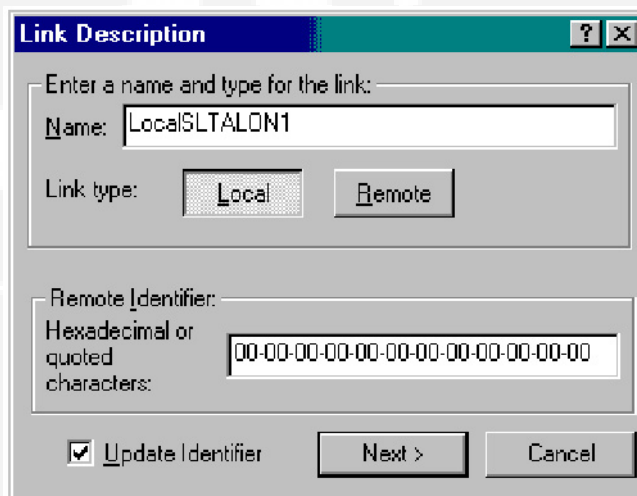 Link Description
Enter a name and type for the link:
Name: LocalSLTALON1
Link type: Local Remote
Remote Identifier:
Hexadecimal or
quoted
characters:
00-00-00-00-00-00-00-00-00-00-00-00
Update Identifier Next > Cancel